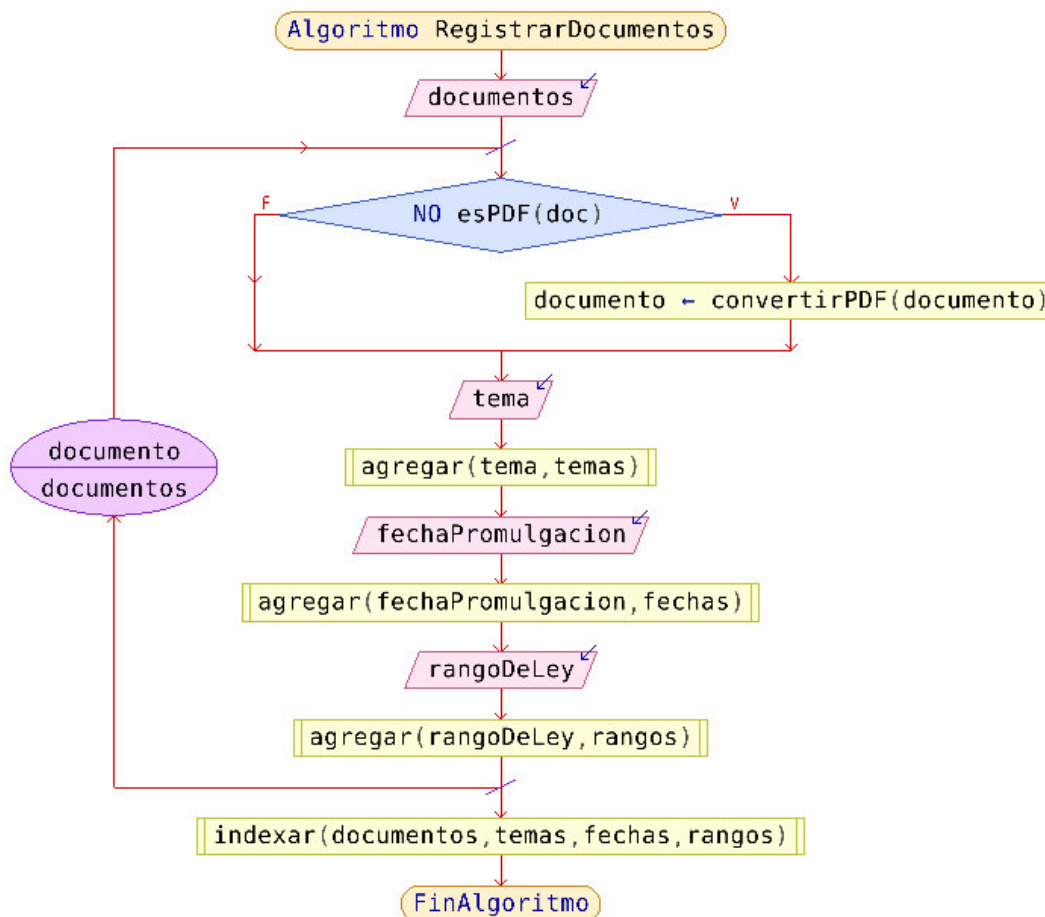 Algoritmo RegistrarDocumentos
documentos
F
NO esPDF(doc)
V
documento ← convertirPDF(documento)
tema
documento
documentos
agregar(tema,temas)
fechaPromulgacion
agregar(fechaPromulgacion,fechas)
rangoDeLey
agregar(rangoDeLey,rangos)
indexar(documentos,temas,fechas,rangos)
FinAlgoritmo